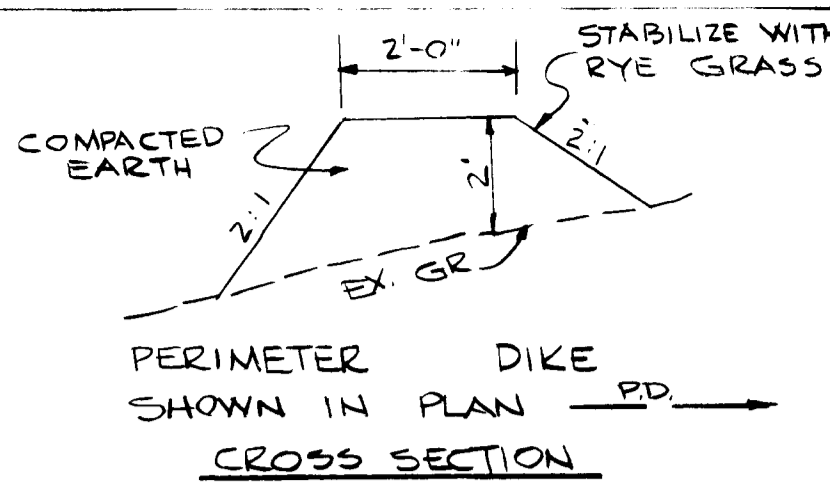 2'-0"
STABILIZE WITH
RYE GRASS
COMPACTED
EARTH
2:1
2'
2:1
EX. GR
PERIMETER DIKE
SHOWN IN PLAN P.D.
CROSS SECTION